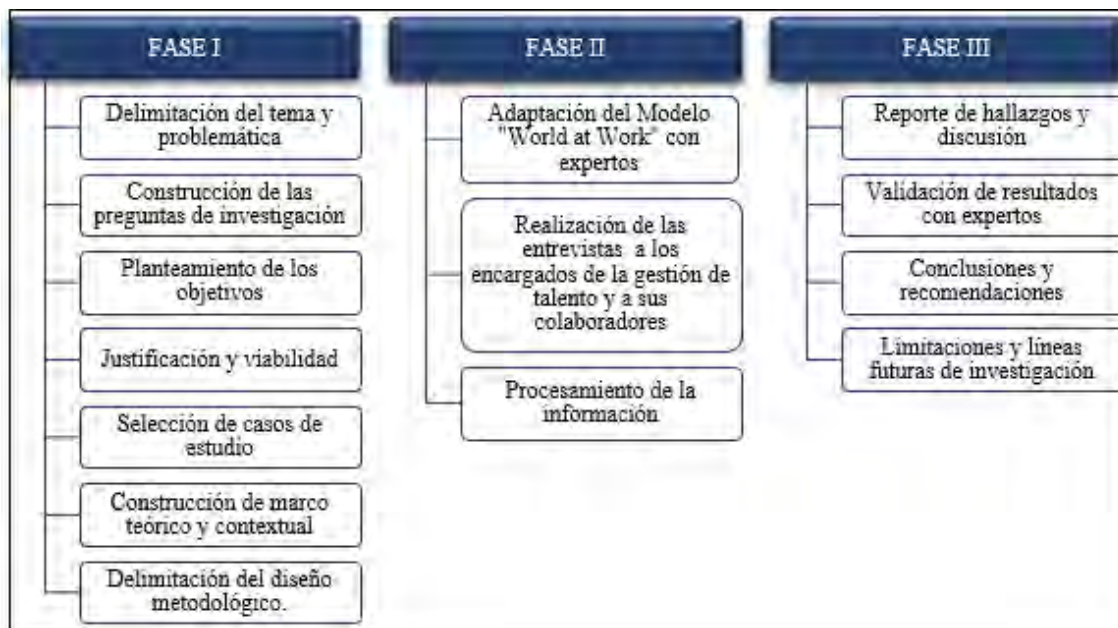 FASE I
Delimitación del tema y
problemática
Construcción de las
preguntas de investigación
Planteamiento de los
objetivos
Justificación y viabilidad
Selección de casos de
estudio
Construcción de marco
teórico y contextual
Delimitación del diseño
metodológico.
FASE II
Adaptación del Modelo
"World at Work" con
expertos
Realización de las
entrevistas a los
encargados de la gestión de
talento y a sus
colaboradores
Procesamiento de la
información
FASE III
Reporte de hallazgos y
discusión
Validación de resultados
con expertos
Conclusiones y
recomendaciones
Limitaciones y líneas
futuras de investigación